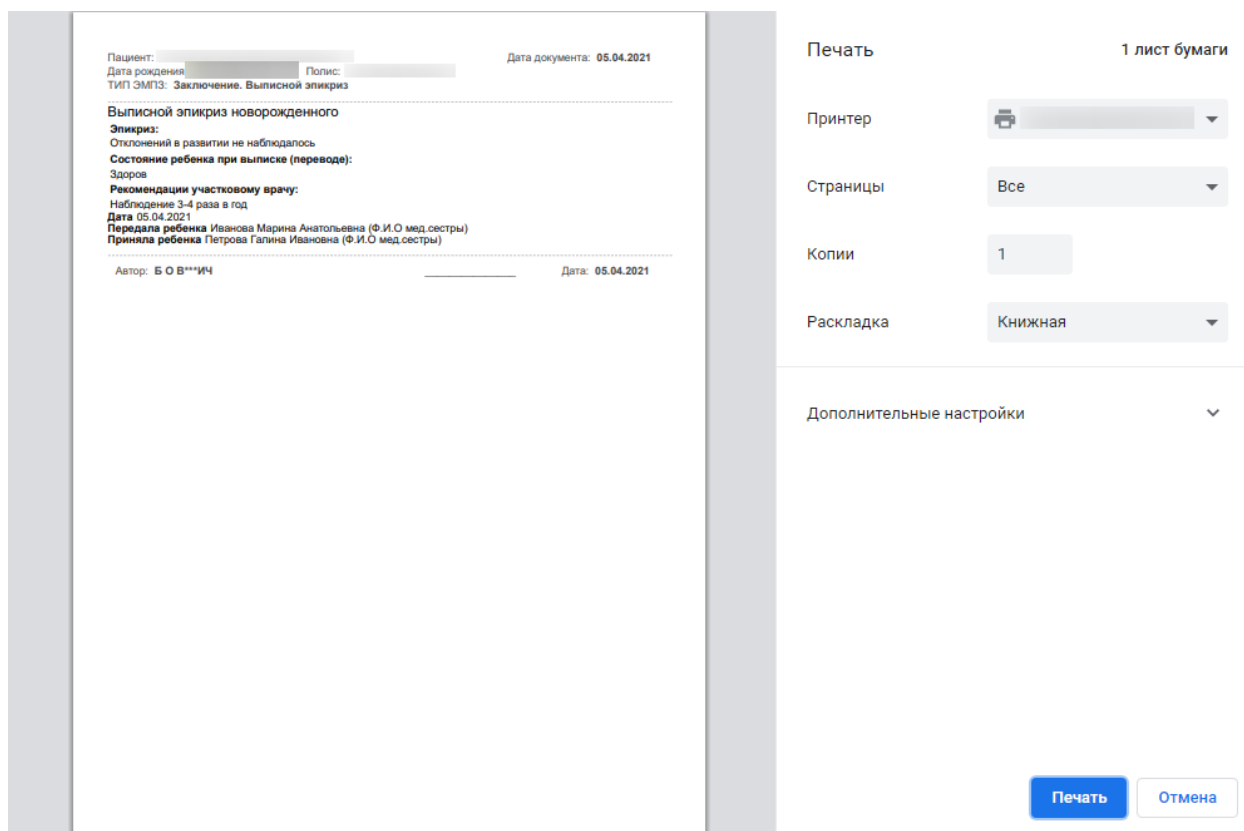 Пациент:
Дата документа: 05.04.2021
Дата рождения
Полис:
ТИП ЭМПЗ: Заключение. Выписной эпикриз
Выписной эпикриз новорожденного
Эпикриз:
Отклонений в развитии не наблюдалось
Состояние ребенка при выписке (переводе):
Здоров
Рекомендации участковому врачу:
Наблюдение 3-4 раза в год
Дата 05.04.2021
Передала ребенка Иванова Марина Анатольевна (Ф.И.О мед.сестры)
Приняла ребенка Петрова Галина Ивановна (Ф.И.О мед.сестры)
Автор: Б О В***ИЧ
Дата: 05.04.2021
Печать
1 лист бумаги
Принтер
Страницы
Все
Копии
1
Раскладка
Книжная
Дополнительные настройки
Печать
Отмена